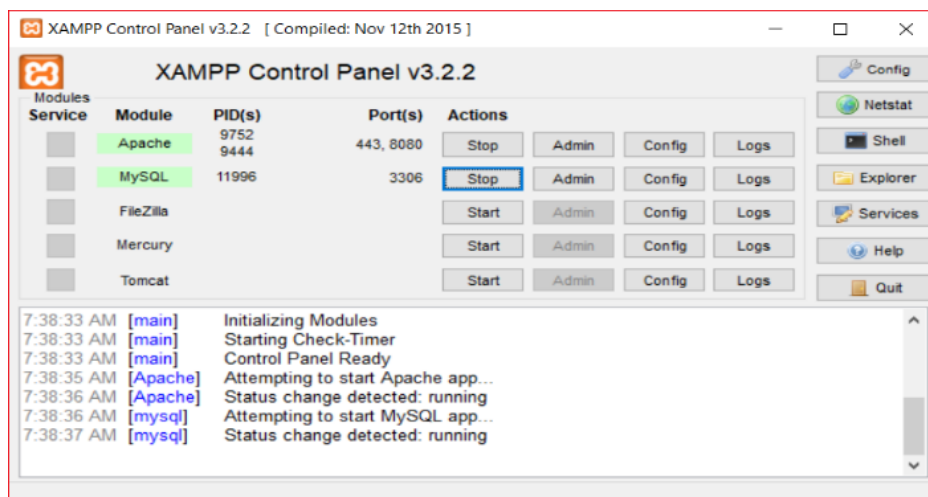 XAMPP Control Panel v3.2.2 [ Compiled: Nov 12th 2015 ]
XAMPP Control Panel v3.2.2
Config
Modules
Service Module PID(s) Port(s) Actions
Netstat
Apache 9752 9444 443, 8080 Stop Admin Config Logs
Shell
MySQL 11996 3306 Stop Admin Config Logs
Explorer
FileZilla Start Admin Config Logs
Services
Mercury Start Admin Config Logs
Help
Tomcat Start Admin Config Logs
Quit
7:38:33 AM [main] Initializing Modules
7:38:33 AM [main] Starting Check-Timer
7:38:33 AM [main] Control Panel Ready
7:38:35 AM [Apache] Attempting to start Apache app...
7:38:36 AM [Apache] Status change detected: running
7:38:36 AM [mysql] Attempting to start MySQL app...
7:38:37 AM [mysql] Status change detected: running